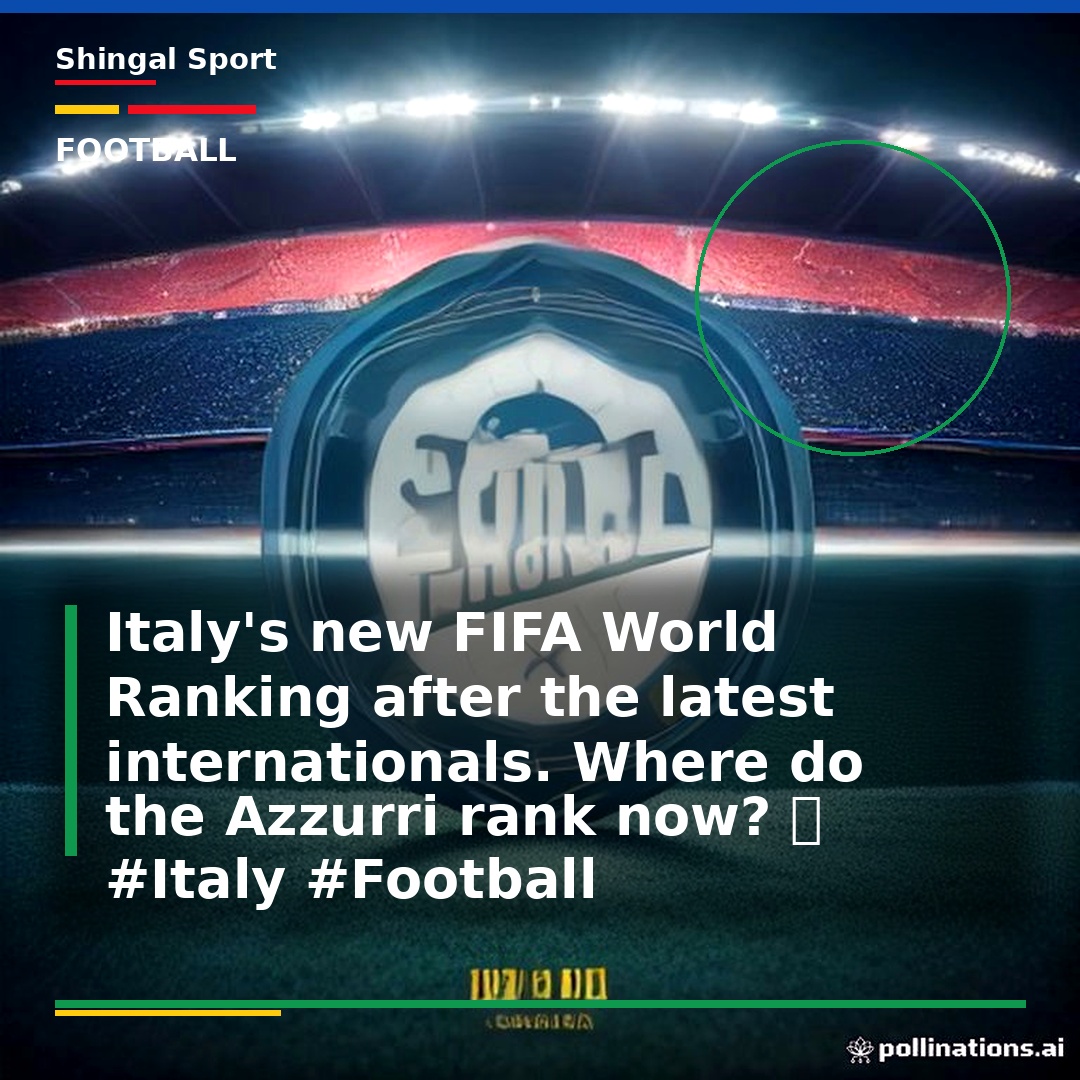 Shingal Sport
FOOTBALL
Italy's new FIFA World
Ranking after the latest
internationals. Where do
the Azzurri rank now?
#Italy #Football
pollinations.ai